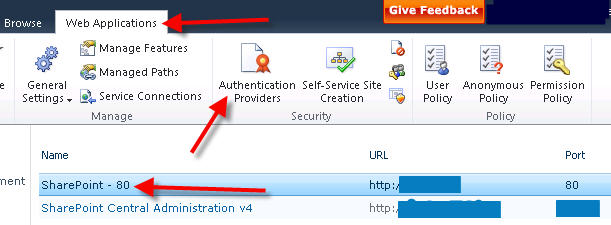 Give Feedback
Browse Web Applications
Manage Features
Managed Paths
Service Connections
General Settings
Manage
Authentication Providers
Self-Service Site Creation
Security
User Policy
Anonymous Policy
Permission Policy
Policy
Name URL Port
SharePoint - 80 http:/ 80
ment
SharePoint Central Administration v4 http:/